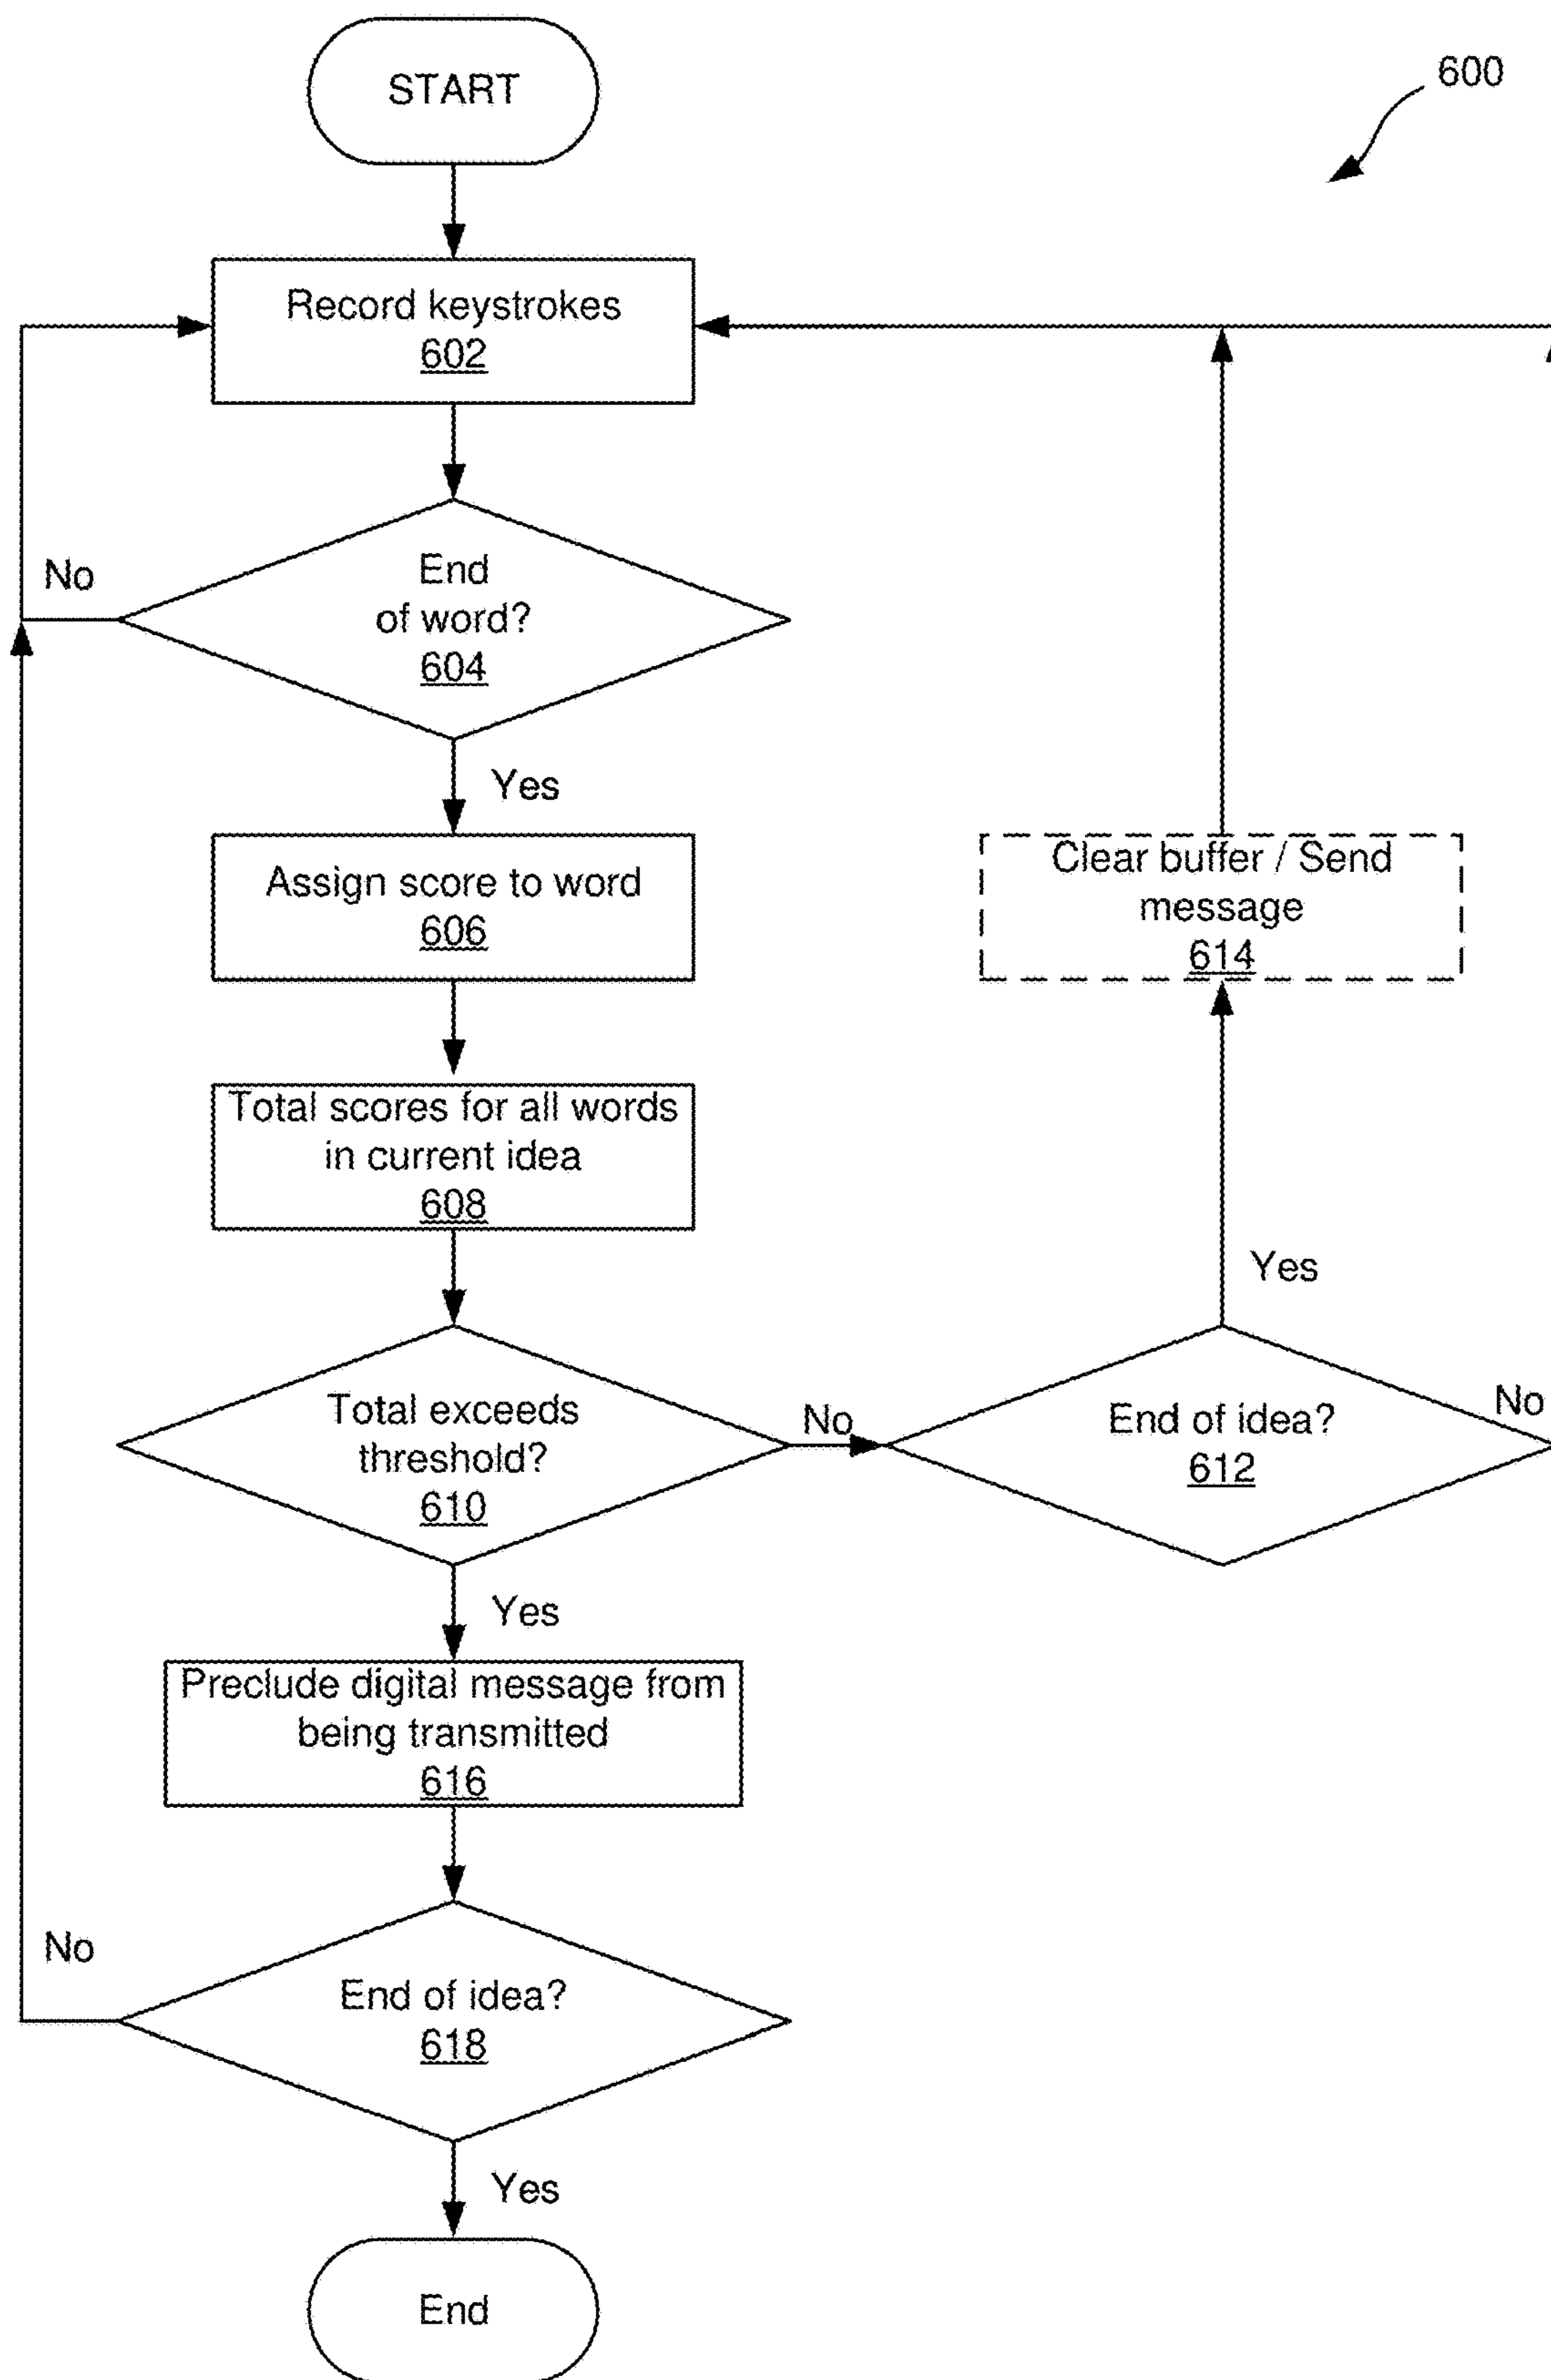 START
600
Record keystrokes
602
No
End
of word?
604
Yes
Assign score to word
606
Clear buffer / Send
message
614
Total scores for all words
in current idea
608
Yes
Total exceeds
threshold?
610
No
End of idea?
612
No
Yes
Preclude digital message from
being transmitted
616
No
End of idea?
618
Yes
End